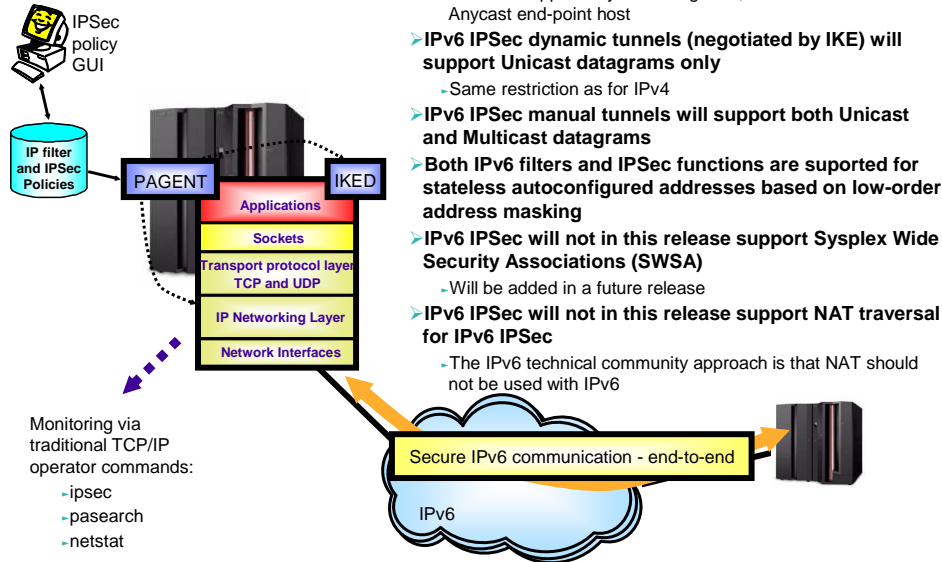 Anycast end-point host
➢IPv6 IPSec dynamic tunnels (negotiated by IKE) will
support Unicast datagrams only
►Same restriction as for IPv4
➢IPv6 IPSec manual tunnels will support both Unicast
and Multicast datagrams
➢Both IPv6 filters and IPSec functions are suported for
stateless autoconfigured addresses based on low-order
address masking
➢IPv6 IPSec will not in this release support Sysplex Wide
Security Associations (SWSA)
►Will be added in a future release
➢IPv6 IPSec will not in this release support NAT traversal
for IPv6 IPSec
►The IPv6 technical community approach is that NAT should
not be used with IPv6
IPSec
policy
GUI
IP filter
and IPSec
Policies
PAGENT
IKED
Applications
Sockets
Transport protocol layer
TCP and UDP
IP Networking Layer
Network Interfaces
Monitoring via
traditional TCP/IP
operator commands:
►ipsec
►pasearch
►netstat
Secure IPv6 communication - end-to-end
IPv6